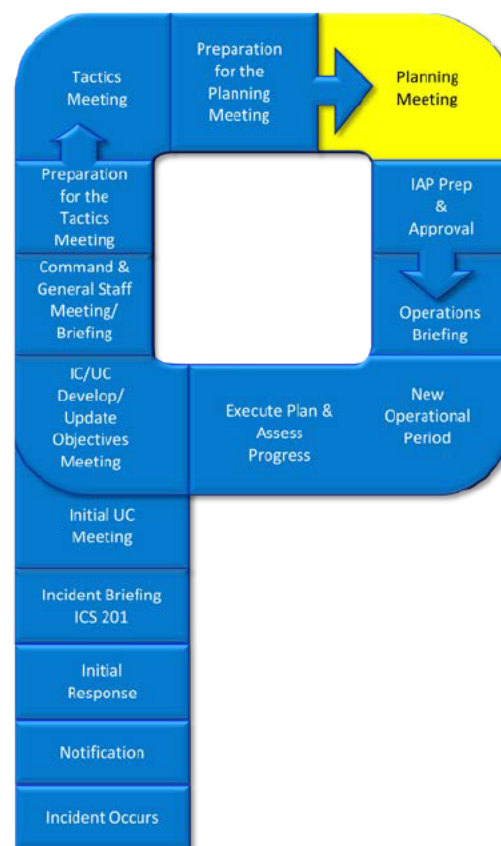 Tactics
Meeting
Preparation
for the
Planning
Meeting
Planning
Meeting
Preparation
for the
Tactics
Meeting
IAP Prep
&
Approval
Command &
General Staff
Meeting/
Briefing
Operations
Briefing
IC/UC
Develop/
Update
Objectives
Meeting
Execute Plan &
Assess
Progress
New
Operational
Period
Initial UC
Meeting
Incident Briefing
ICS 201
Initial
Response
Notification
Incident Occurs